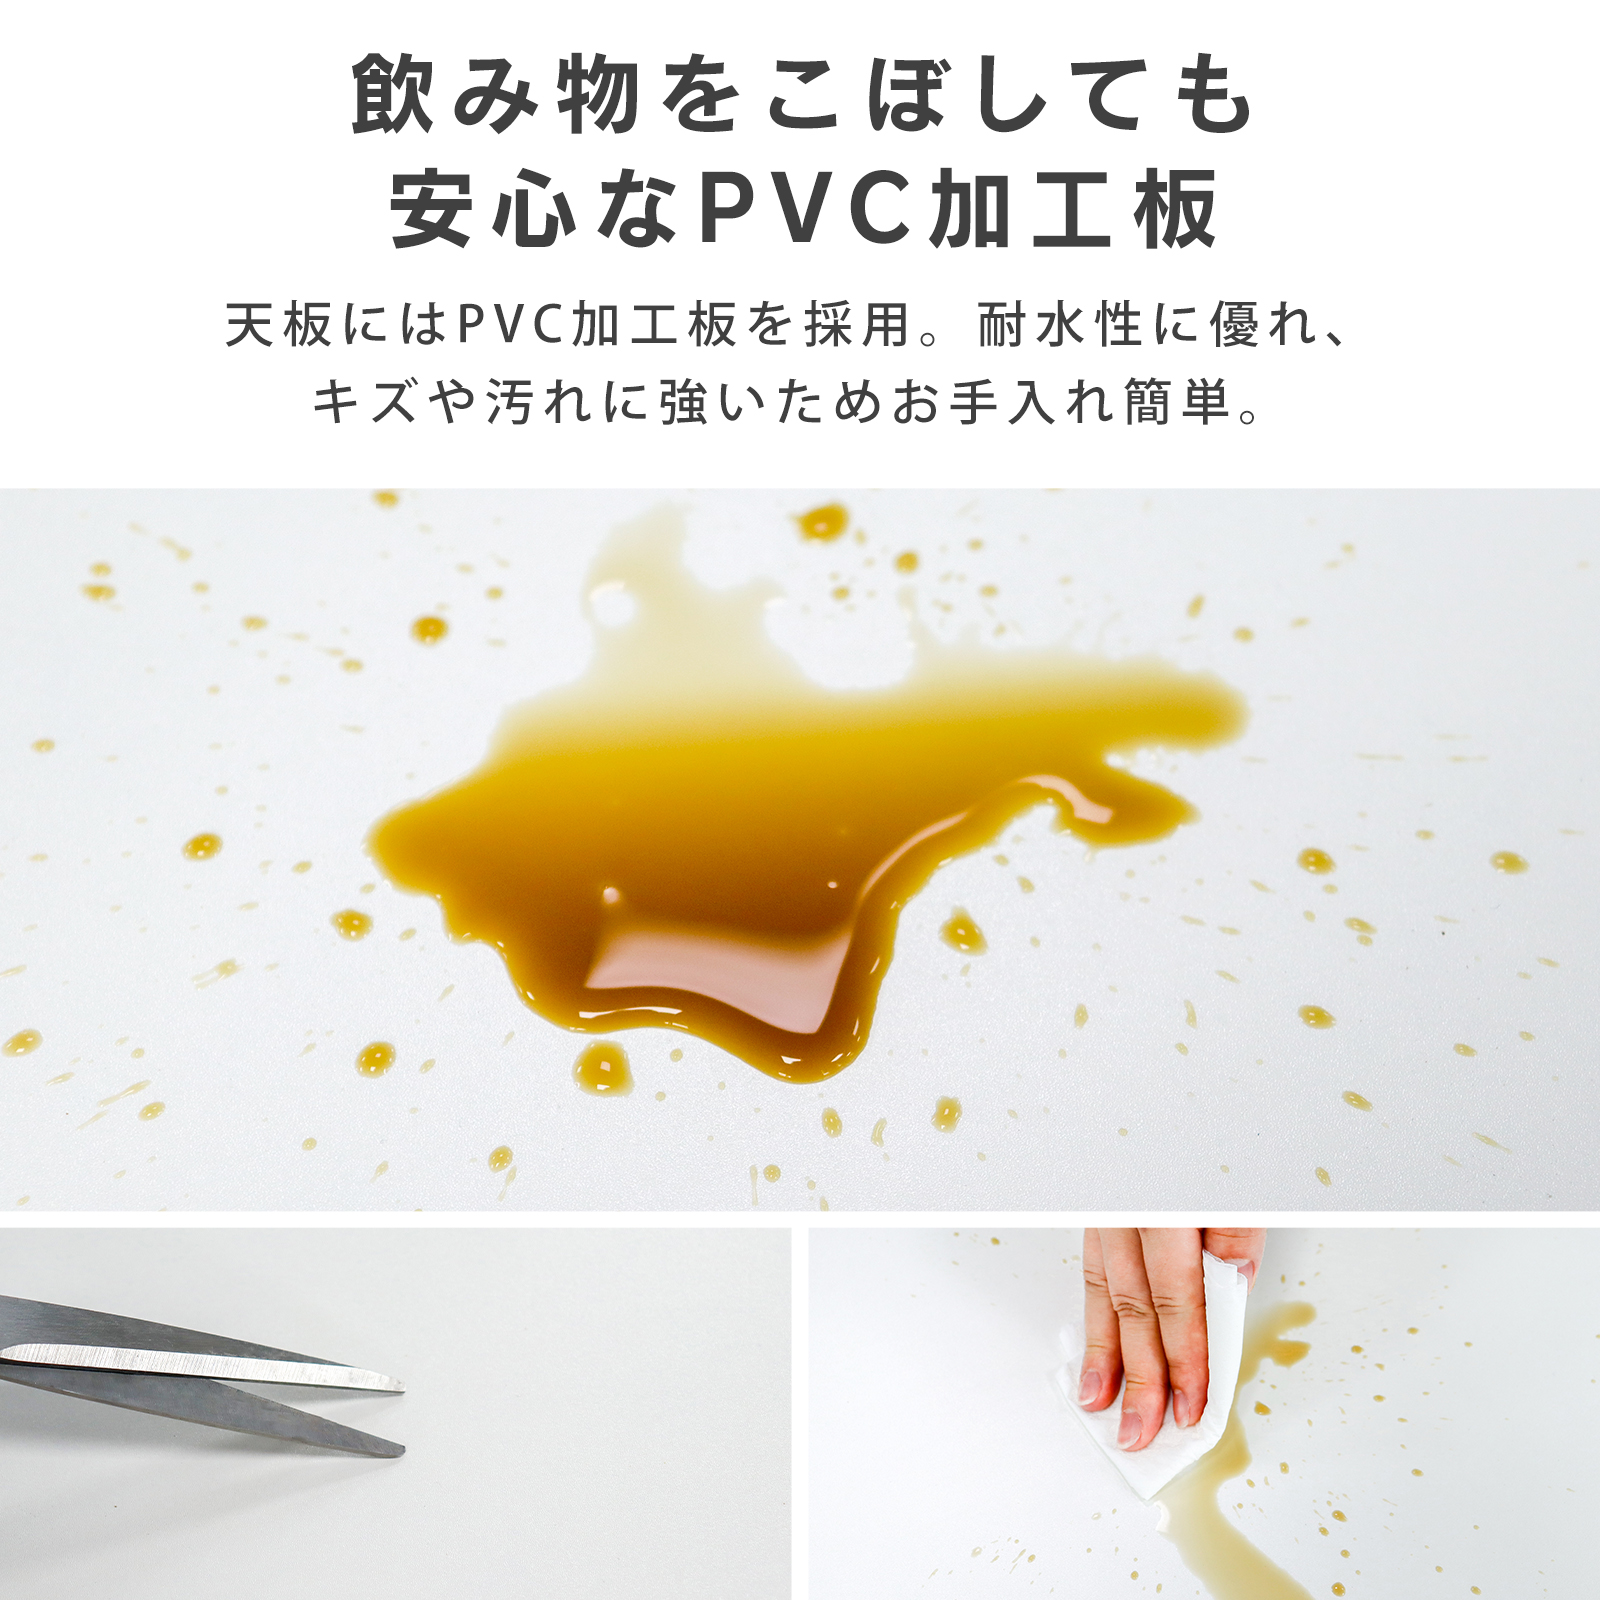 飲み物をこぼしても
安心なPVC加工板
天板にはPVC加工板を採用。耐水性に優れ、
キズや汚れに強いためお手入れ簡単。